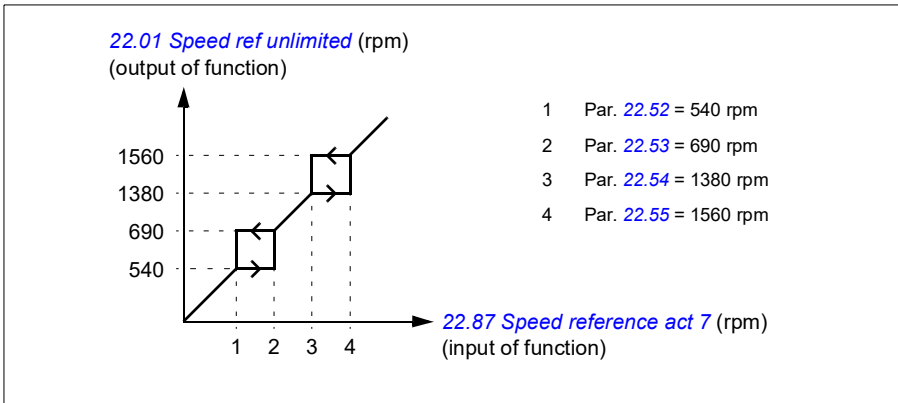 22.01 Speed ref unlimited (rpm)
(output of function)
1 Par. 22.52 = 540 rpm
2 Par. 22.53 = 690 rpm
3 Par. 22.54 = 1380 rpm
4 Par. 22.55 = 1560 rpm
1560
1380
690
540
22.87 Speed reference act 7 (rpm)
(input of function)
1 2 3 4